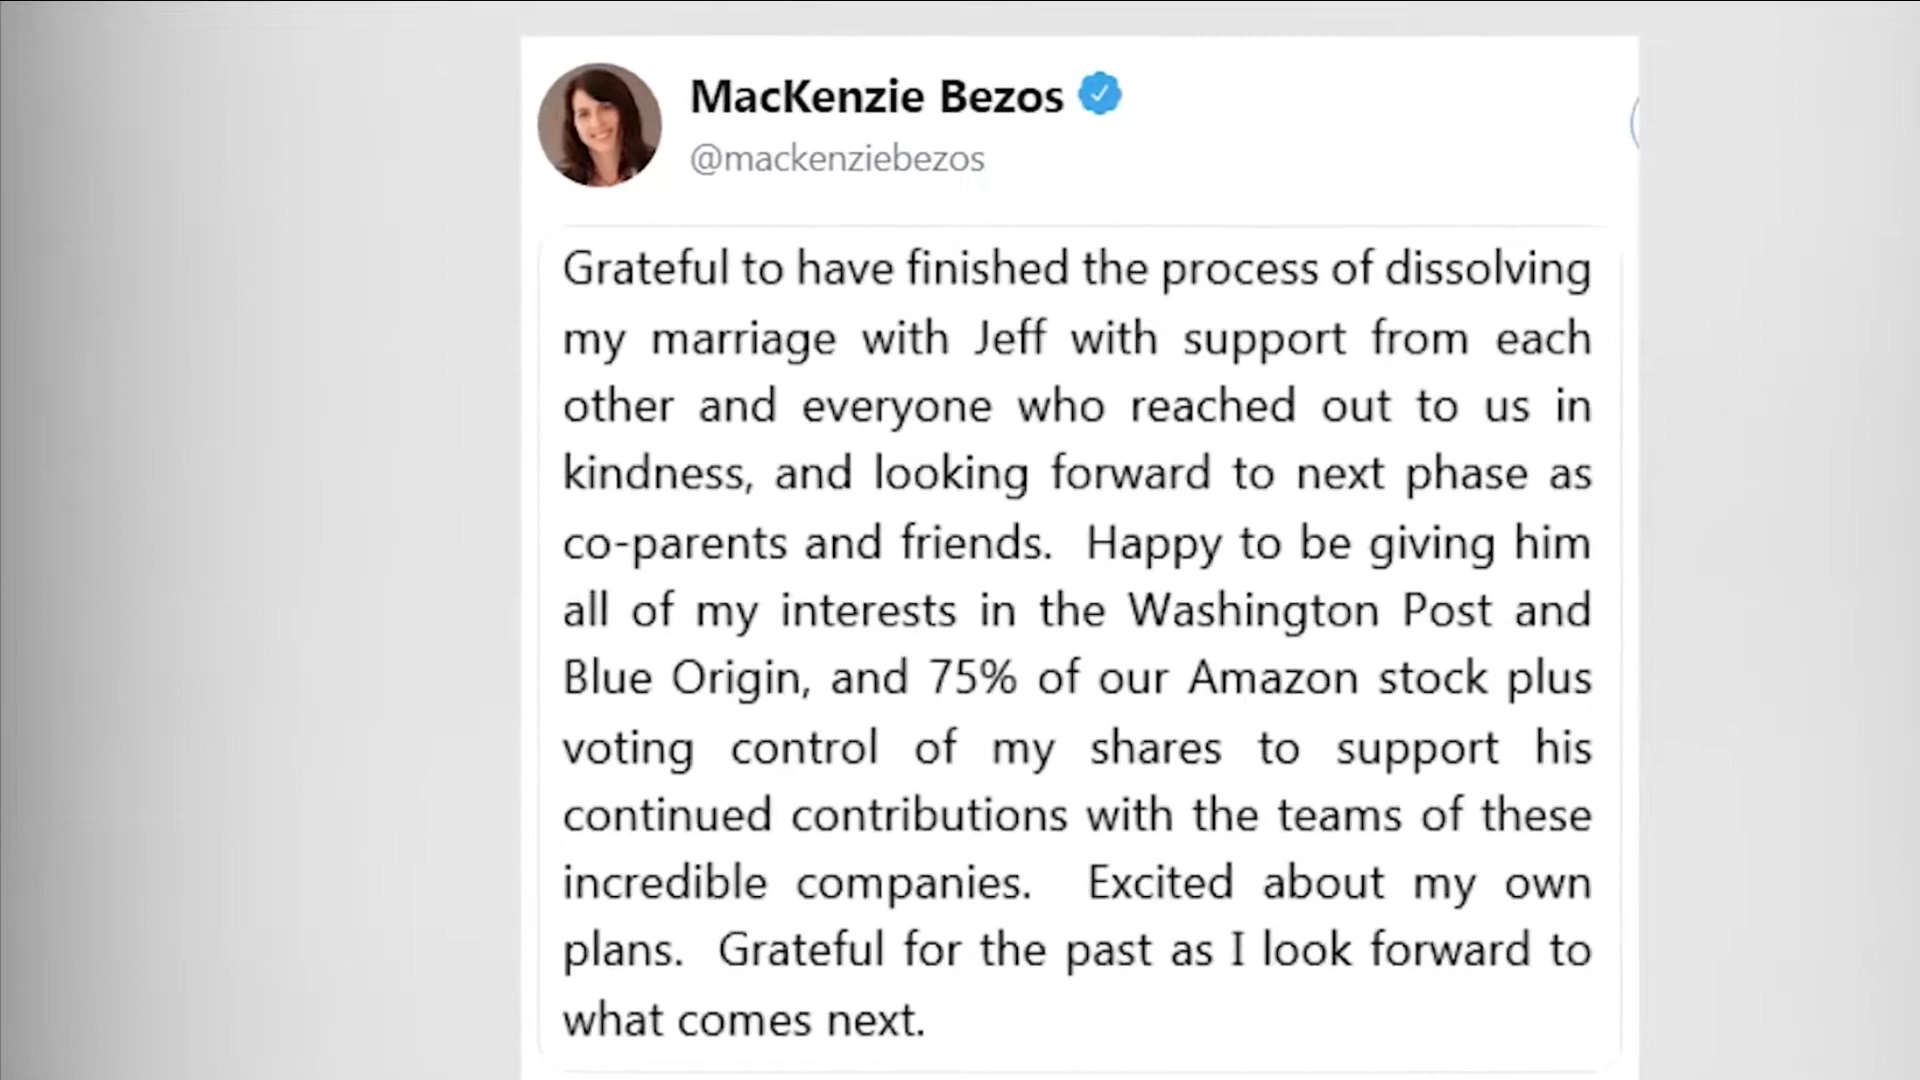 MacKenzie Bezos
@mackenziebezos
Grateful to have finished the process of dissolving
my marriage with Jeff with support from each
other and everyone who reached out to us in
kindness, and looking forward to next phase as
co-parents and friends.  Happy to be giving him
all of my interests in the Washington Post and
Blue Origin, and 75% of our Amazon stock plus
voting control of my shares to support his
continued contributions with the teams of these
incredible companies.  Excited about my own
plans.  Grateful for the past as I look forward to
what comes next.